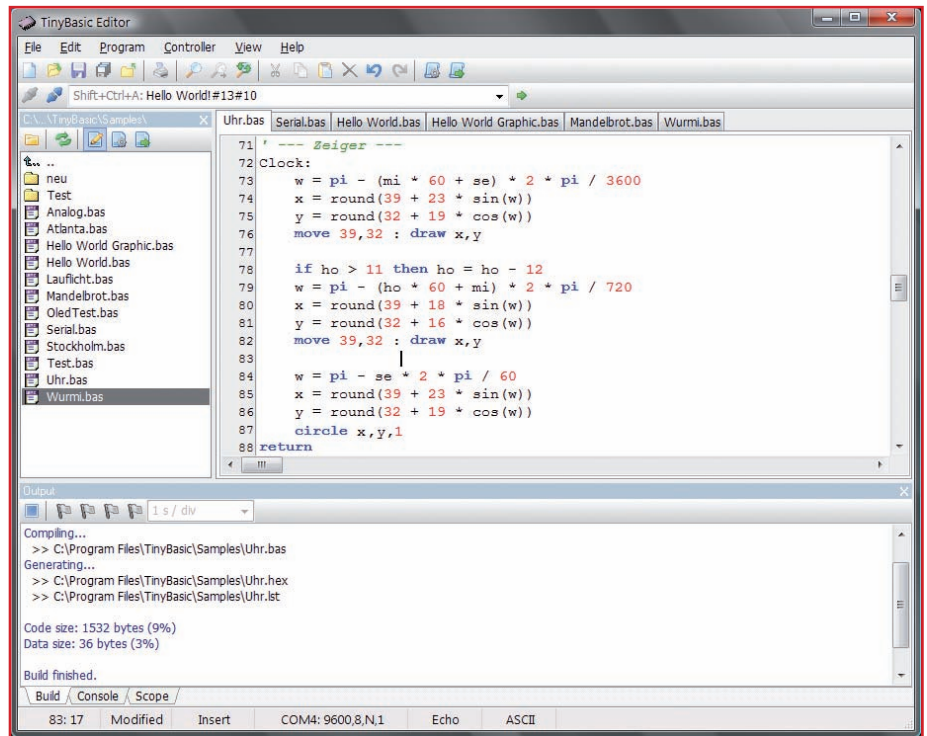 TinyBasic Editor
File Edit Program Controller View Help
Shift+Ctrl+A: Hello World!#13#10
C:\...\TinyBasic\Samples\ X
Uhr.bas Serial.bas Hello World.bas Hello World Graphic.bas Mandelbrot.bas Wurmi.bas
..
neu
Test
Analog.bas
Atlanta.bas
Hello World Graphic.bas
Hello World.bas
Lauflicht.bas
Mandelbrot.bas
OledTest.bas
Serial.bas
Stockholm.bas
Test.bas
Uhr.bas
Wurmi.bas
71 ' --- Zeiger ---
72 Clock:
73 w = pi - (mi * 60 + se) * 2 * pi / 3600
74 x = round(39 + 23 * sin(w))
75 y = round(32 + 19 * cos(w))
76 move 39,32 : draw x,y
77
78 if ho > 11 then ho = ho - 12
79 w = pi - (ho * 60 + mi) * 2 * pi / 720
80 x = round(39 + 18 * sin(w))
81 y = round(32 + 16 * cos(w))
82 move 39,32 : draw x,y
83
84 w = pi - se * 2 * pi / 60
85 x = round(39 + 23 * sin(w))
86 y = round(32 + 19 * cos(w))
87 circle x,y,1
88 return
Output X
1 s / div
Compiling...
>> C:\Program Files\TinyBasic\Samples\Uhr.bas
Generating...
>> C:\Program Files\TinyBasic\Samples\Uhr.hex
>> C:\Program Files\TinyBasic\Samples\Uhr.lst
Code size: 1532 bytes (9%)
Data size: 36 bytes (3%)
Build finished.
Build Console Scope
83: 17 Modified Insert COM4: 9600,8,N,1 Echo ASCII